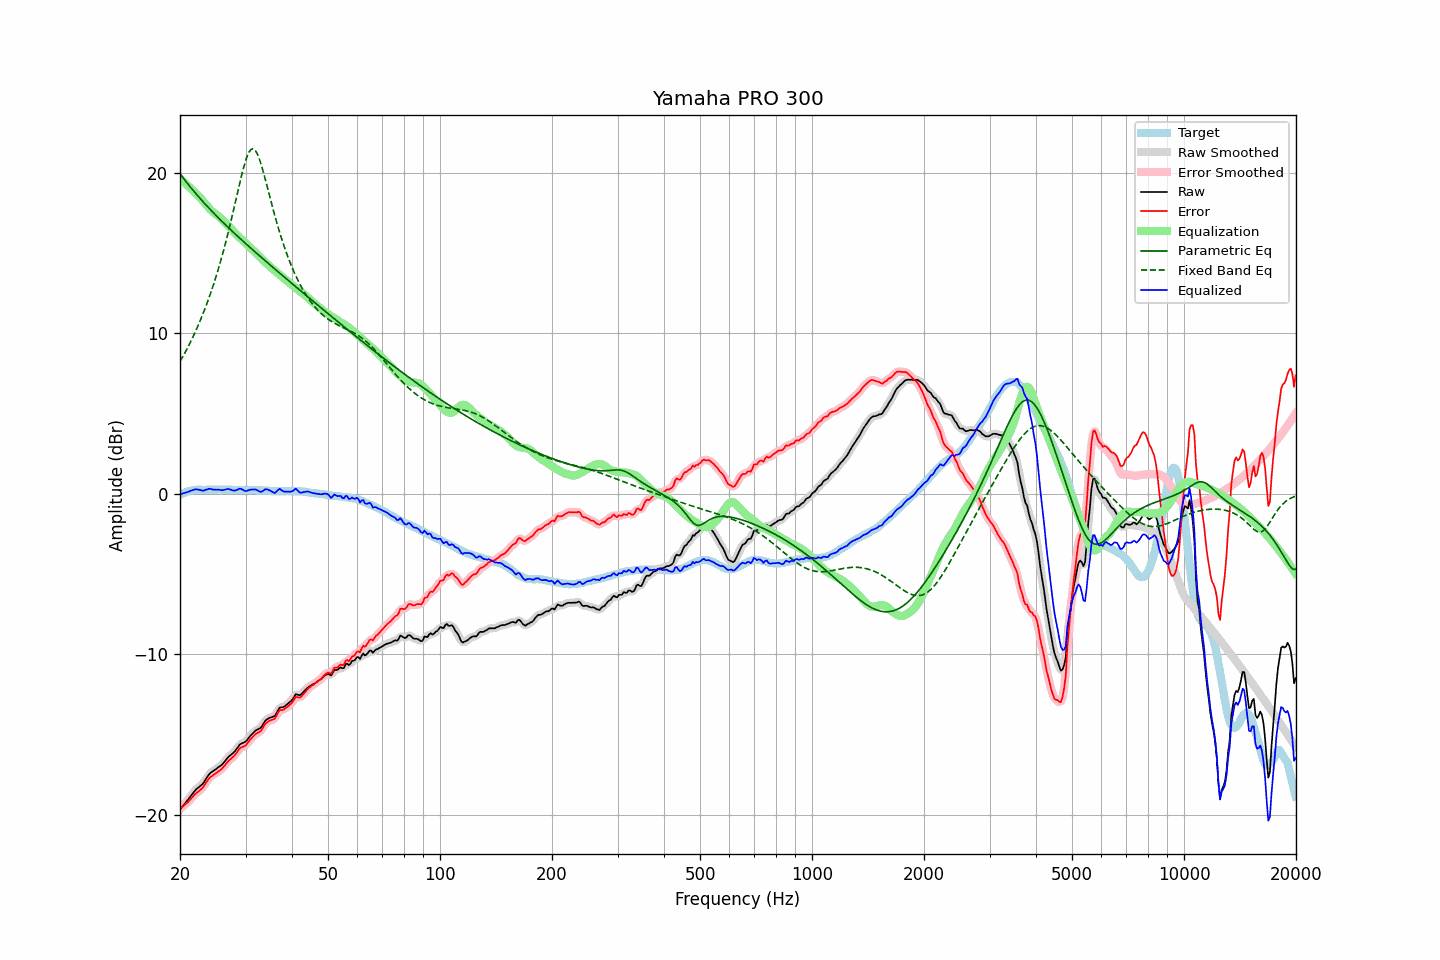 Yamaha PRO 300
Target
Raw Smoothed
Error Smoothed
Raw
Error
Equalization
Parametric Eq
Fixed Band Eq
Equalized
20
10
0
−10
−20
Amplitude (dBr)
20 50 100 200 500 1000 2000 5000 10000 20000
Frequency (Hz)